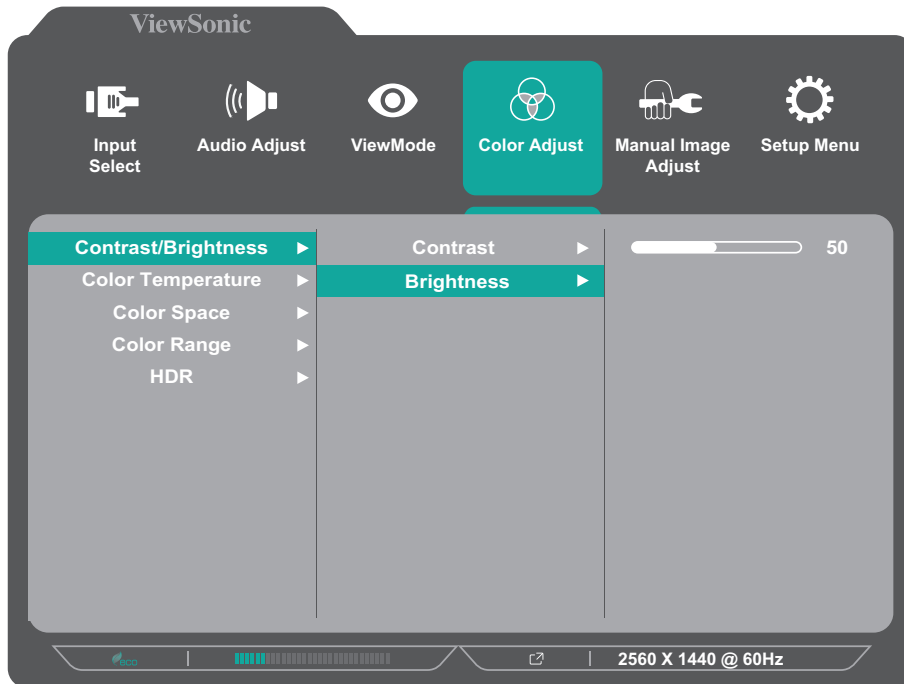 ViewSonic
Input
Select
Audio Adjust
ViewMode
Color Adjust
Manual Image
Adjust
Setup Menu
Contrast/Brightness
Color Temperature
Color Space
Color Range
HDR
Contrast
Brightness
50
eco
2560 X 1440 @ 60Hz